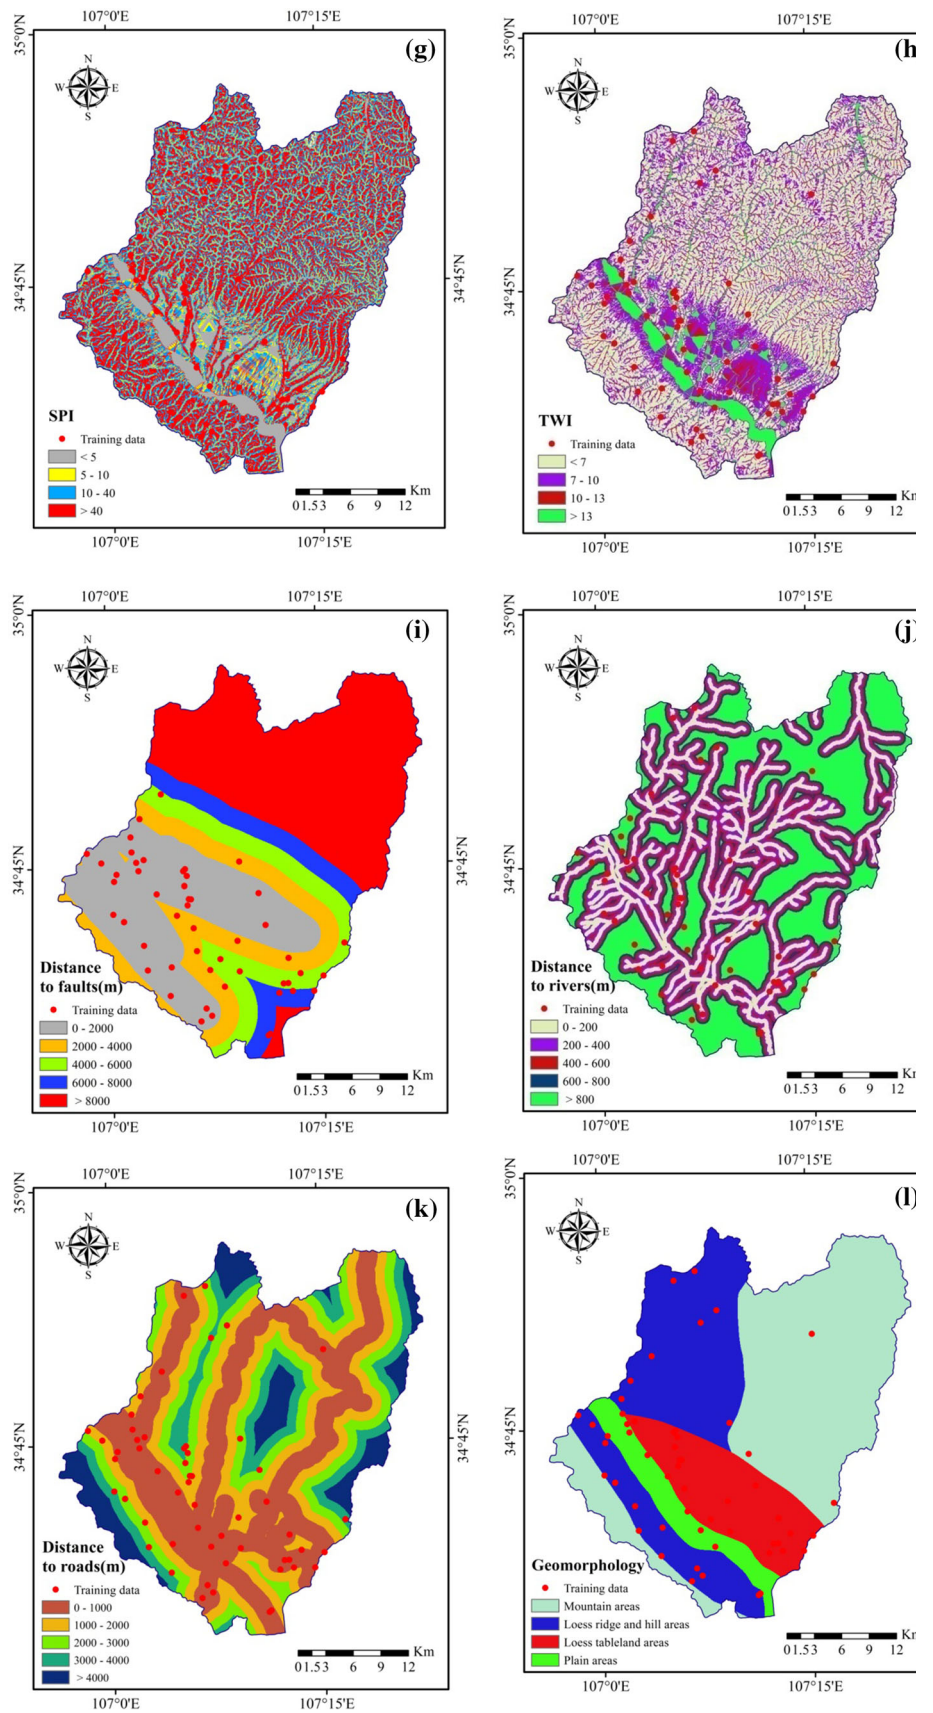 107°0'E 107°15'E
35°0'N
(g)
N
W E
S
34°45'N
34°45'N
SPI
Training data
< 5
5 - 10
10 - 40
> 40
Km
0 1.5 3 6 9 12
107°0'E 107°15'E
107°0'E 107°15'E
35°0'N
(h
N
W E
S
34°45'N
TWI
Training data
< 7
7 - 10
10 - 13
> 13
Km
0 1.5 3 6 9 12
107°0'E 107°15'E
107°0'E 107°15'E
35°0'N
(i)
N
W E
S
34°45'N
34°45'N
Distance
to faults(m)
Training data
0 - 2000
2000 - 4000
4000 - 6000
6000 - 8000
> 8000
Km
0 1.5 3 6 9 12
107°0'E 107°15'E
107°0'E 107°15'E
35°0'N
(j)
N
W E
S
34°45'N
Distance
to rivers(m)
Training data
0 - 200
200 - 400
400 - 600
600 - 800
> 800
Km
0 1.5 3 6 9 12
107°0'E 107°15'E
107°0'E 107°15'E
35°0'N
(k)
N
W E
S
34°45'N
34°45'N
Distance
to roads(m)
Training data
0 - 1000
1000 - 2000
2000 - 3000
3000 - 4000
> 4000
Km
0 1.5 3 6 9 12
107°0'E 107°15'E
107°0'E 107°15'E
35°0'N
(l)
N
W E
S
34°45'N
Geomorphology
Training data
Mountain areas
Loess ridge and hill areas
Loess tableland areas
Plain areas
Km
0 1.5 3 6 9 12
107°0'E 107°15'E